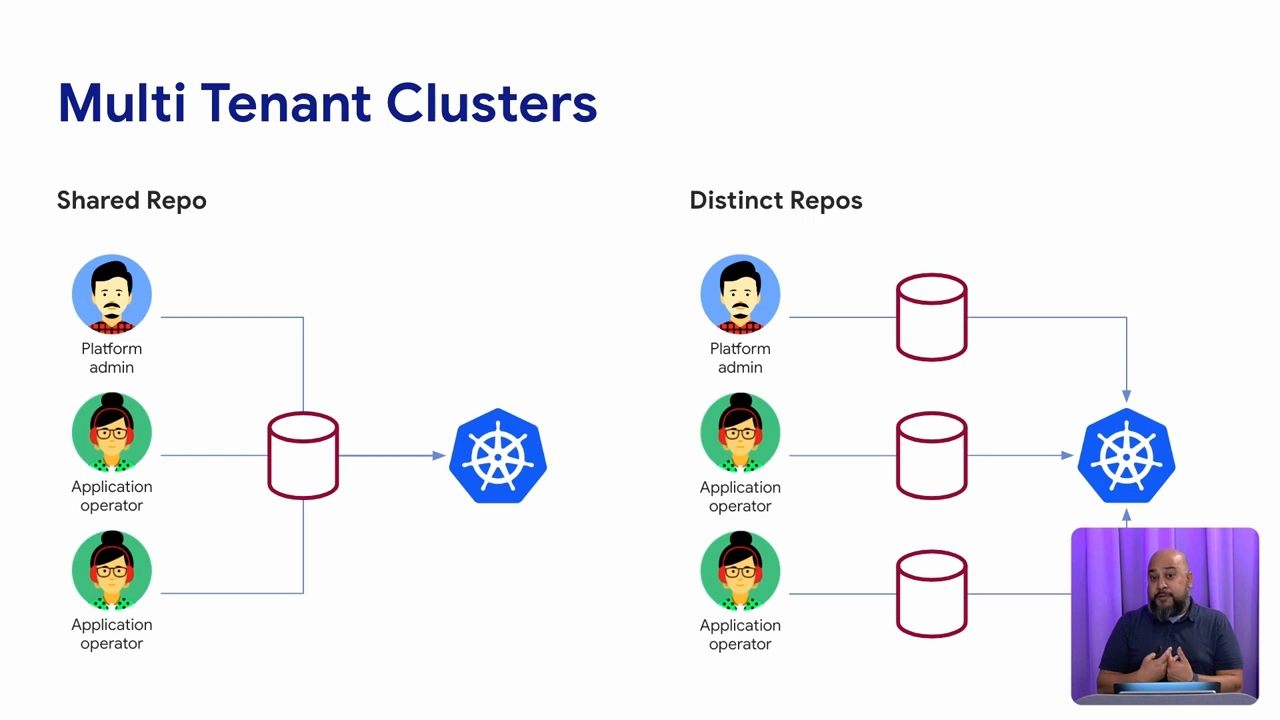 Multi Tenant Clusters
Shared Repo
Platform
admin
Application
operator
Application
operator
Distinct Repos
Platform
admin
Application
operator
Application
operator